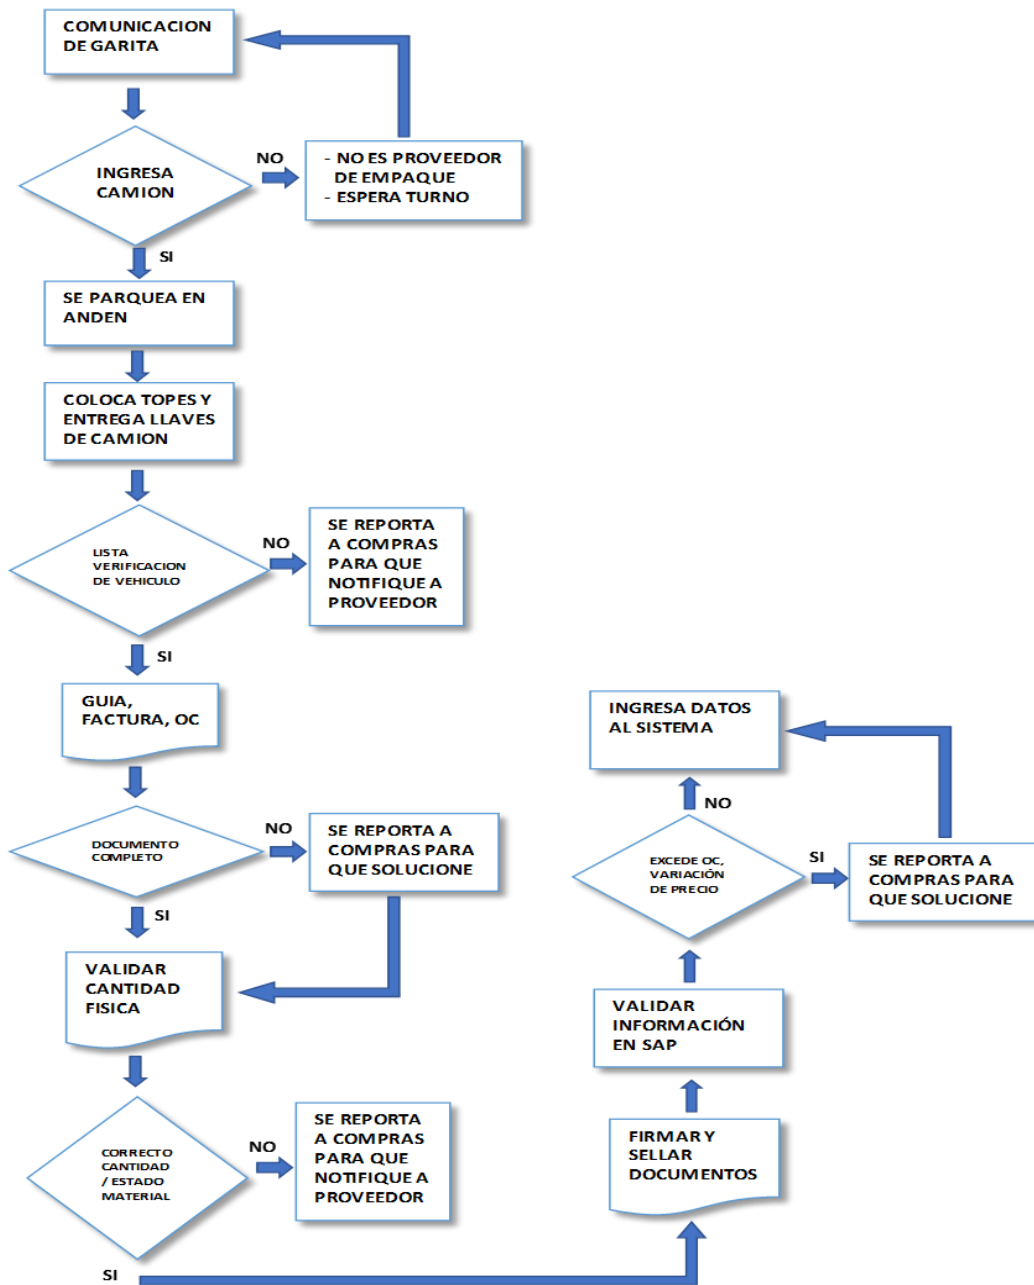 COMUNICACION
DE GARITA
INGRESA
CAMION
NO
- NO ES PROVEEDOR
DE EMPAQUE
- ESPERA TURNO
SI
SE PARQUEA EN
ANDEN
COLOCA TOPES Y
ENTREGA LLAVES
DE CAMION
LISTA
VERIFICACION
DE VEHICULO
NO
SE REPORTA
A COMPRAS
PARA QUE
NOTIFIQUE A
PROVEEDOR
SI
GUIA,
FACTURA, OC
DOCUMENTO
COMPLETO
NO
SE REPORTA A
COMPRAS PARA
QUE SOLUCIONE
SI
VALIDAR
CANTIDAD
FISICA
CORRECTO
CANTIDAD
/ ESTADO
MATERIAL
NO
SE REPORTA
A COMPRAS
PARA QUE
NOTIFIQUE A
PROVEEDOR
SI
FIRMAR Y
SELLAR
DOCUMENTOS
VALIDAR
INFORMACIÓN
EN SAP
EXCEDE OC,
VARIACIÓN
DE PRECIO
SI
SE REPORTA A
COMPRAS PARA
QUE SOLUCIONE
NO
INGRESA DATOS
AL SISTEMA